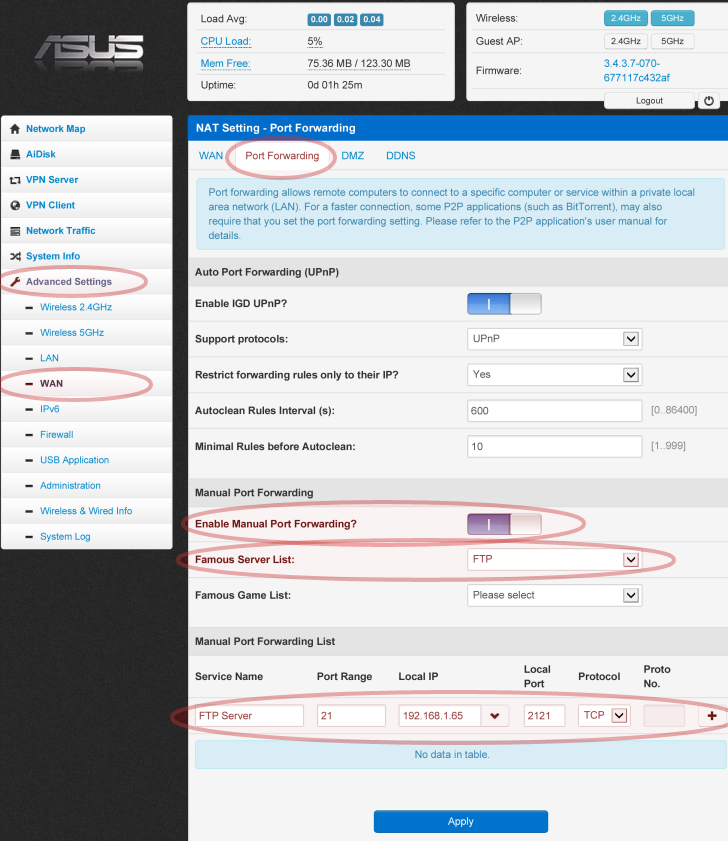 /SUS
Load Avg: 0.00 0.02 0.04
CPU Load: 5%
Mem Free: 75.36 MB / 123.30 MB
Uptime: 0d 01h 25m
Wireless: 2.4GHz 5GHz
Guest AP: 2.4GHz 5GHz
Firmware: 3.4.3.7-070-
677117c432af
Logout
Network Map
AiDisk
VPN Server
VPN Client
Network Traffic
System Info
Advanced Settings
Wireless 2.4GHz
Wireless 5GHz
LAN
WAN
IPv6
Firewall
USB Application
Administration
Wireless & Wired Info
System Log
NAT Setting - Port Forwarding
WAN Port Forwarding DMZ DDNS
Port forwarding allows remote computers to connect to a specific computer or service within a private local
area network (LAN). For a faster connection, some P2P applications (such as BitTorrent), may also
require that you set the port forwarding setting. Please refer to the P2P application's user manual for
details.
Auto Port Forwarding (UPnP)
Enable IGD UPnP?
Support protocols: UPnP
Restrict forwarding rules only to their IP? Yes
Autoclean Rules Interval (s): 600 [0..86400]
Minimal Rules before Autoclean: 10 [1..999]
Manual Port Forwarding
Enable Manual Port Forwarding?
Famous Server List: FTP
Famous Game List: Please select
Manual Port Forwarding List
Service Name Port Range Local IP Local Port Protocol Proto No.
FTP Server 21 192.168.1.65 2121 TCP
No data in table.
Apply